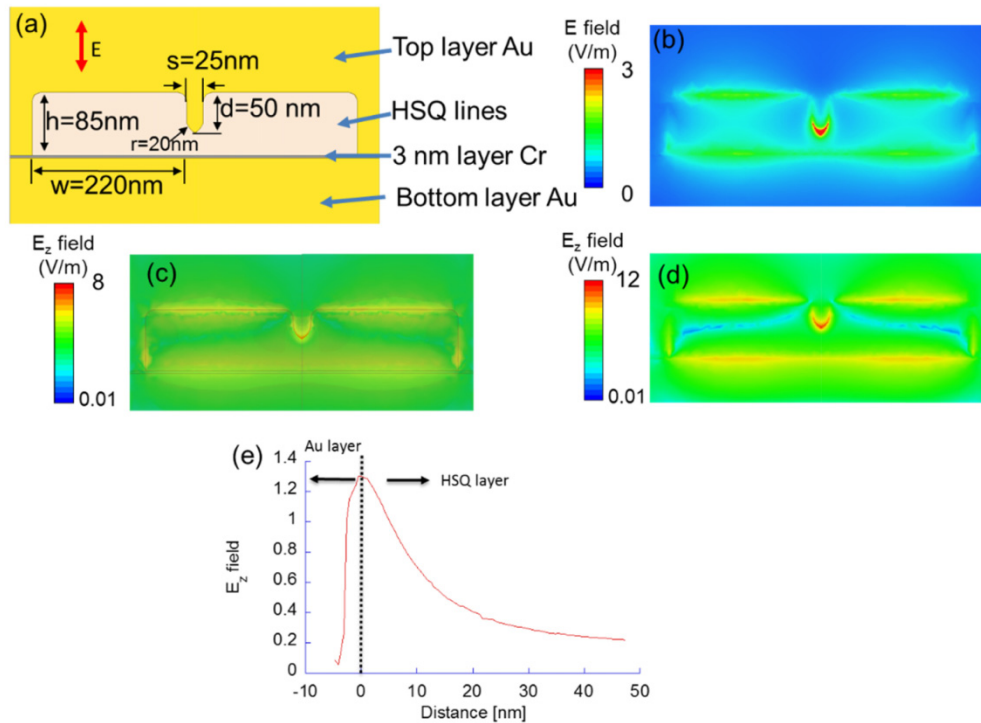 (a)
E
s=25nm
Top layer Au
h=85nm
d=50 nm
HSQ lines
r=20nm
3 nm layer Cr
w=220nm
Bottom layer Au
(b)
E field
(V/m)
3
0
(c)
Ez field
(V/m)
8
0.01
(d)
Ez field
(V/m)
12
0.01
(e)
Au layer
HSQ layer
1.4
1.2
1
0.8
0.6
0.4
0.2
0
Ez field
-10 0 10 20 30 40 50
Distance [nm]